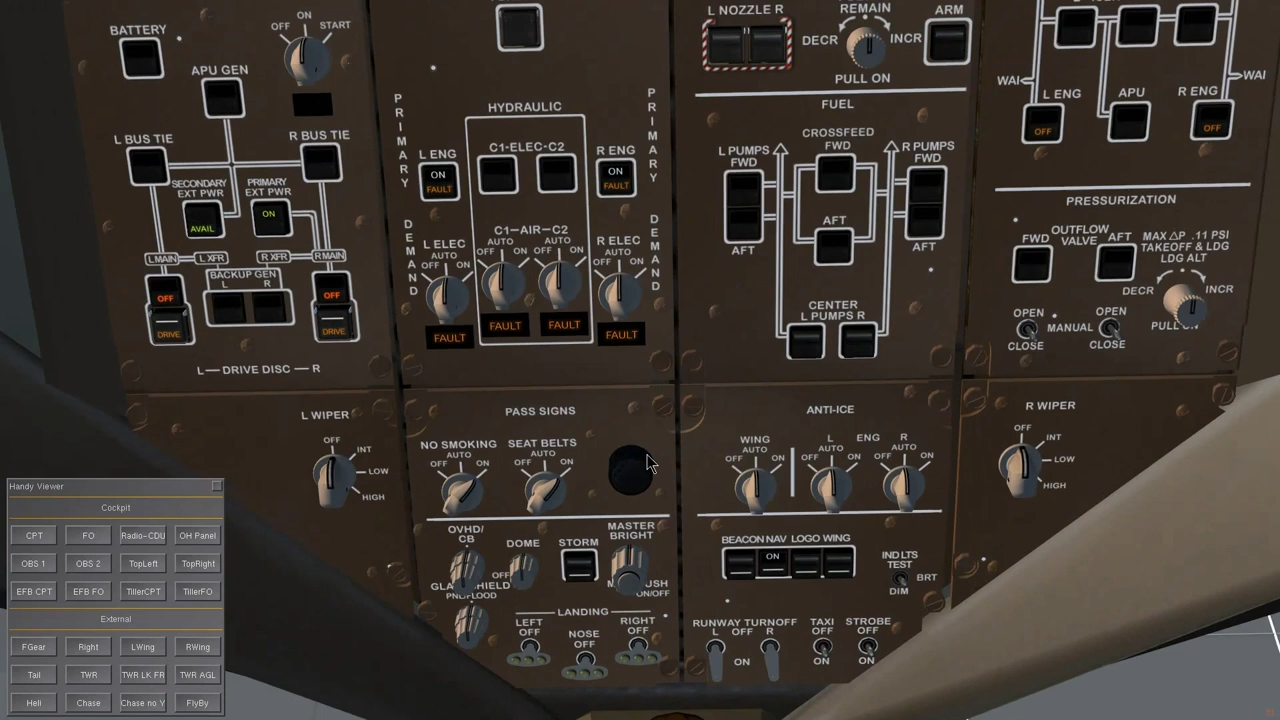 BATTERY
OFF ON START
APU GEN
L BUS TIE
R BUS TIE
SECONDARY
EXT PWR
PRIMARY
EXT PWR
AVAIL
ON
L MAIN
L XFR
R XFR
R MAIN
BACKUP GEN
L R
OFF
OFF
DRIVE
DRIVE
L DRIVE DISC R
HYDRAULIC
PRIMARY
PRIMARY
L ENG
C1-ELEC-C2
R ENG
ON
FAULT
ON
FAULT
DEMAND
DEMAND
C1-AIR-C2
L ELEC
AUTO
OFF ON
AUTO
OFF ON
AUTO
OFF ON
R ELEC
AUTO
OFF ON
FAULT
FAULT
FAULT
FAULT
L NOZZLE R
REMAIN
DECR INCR
PULL ON
ARM
FUEL
CROSSFEED
L PUMPS
FWD
FWD
R PUMPS
FWD
AFT
AFT
AFT
CENTER
L PUMPS R
WAI
WAI
L ENG
APU
R ENG
OFF
OFF
PRESSURIZATION
OUTFLOW
VALVE
FWD
AFT
MAX Δ P .11 PSI
TAKEOFF & LDG
LDG ALT
DECR INCR
PULL ON
OPEN
MANUAL
OPEN
CLOSE
CLOSE
L WIPER
OFF
INT
LOW
HIGH
PASS SIGNS
NO SMOKING
AUTO
OFF ON
SEAT BELTS
AUTO
OFF ON
ANTI-ICE
WING
AUTO
OFF ON
L ENG R
AUTO
OFF ON
AUTO
OFF ON
R WIPER
OFF
INT
LOW
HIGH
OVHD/
CB
DOME
STORM
MASTER
BRIGHT
OFF
ON/OFF
LANDING
LEFT
OFF
NOSE
OFF
RIGHT
OFF
BEACON NAV LOGO WING
ON
IND LTS
TEST
BRT
DIM
RUNWAY TURNOFF
L OFF R
ON
TAXI
OFF
ON
STROBE
OFF
ON
Handy Viewer
Cockpit
CPT FO Radio-CDU OH Panel
OBS 1 OBS 2 TopLeft TopRight
EFB CPT EFB FO TillerCPT TillerFO
External
FGear Right LWing RWing
Tail TWR TWR LK FR TWR AGL
Heli Chase Chase no Y FlyBy